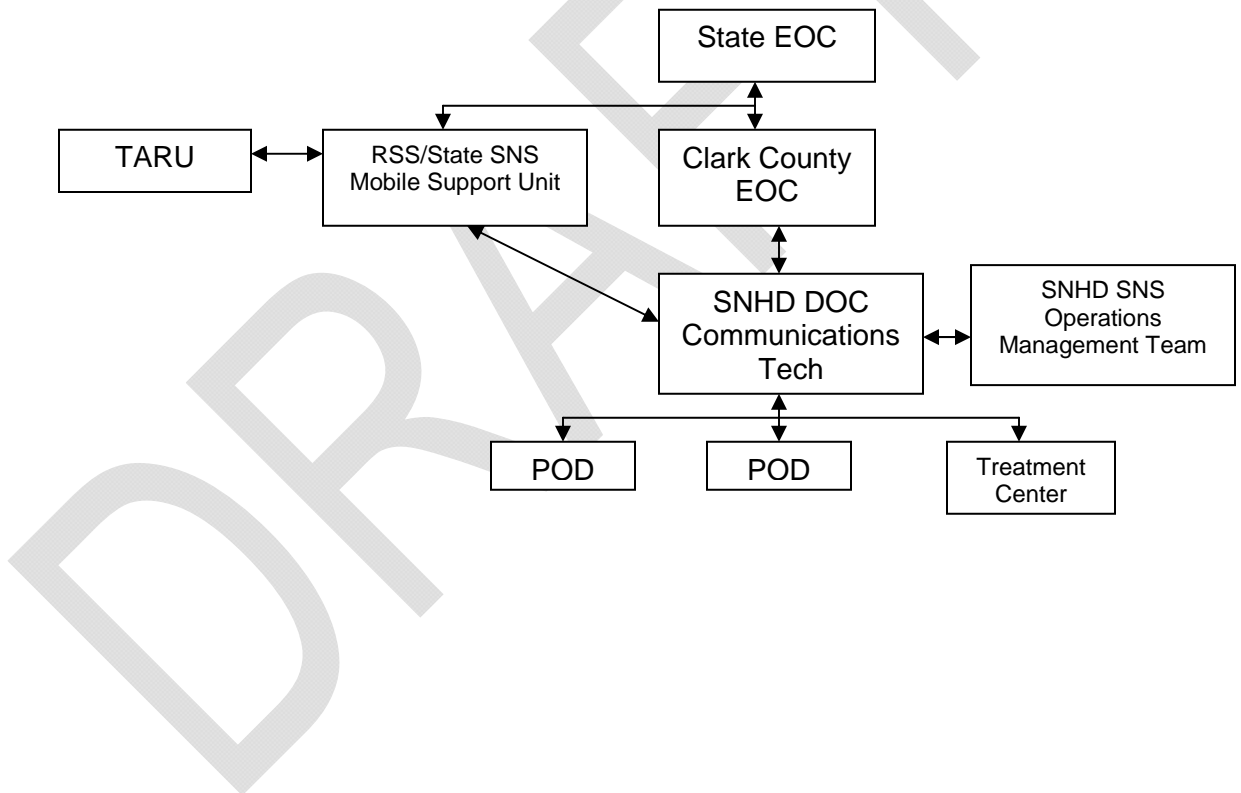 State EOC
TARU
RSS/State SNS
Mobile Support Unit
Clark County
EOC
SNHD DOC
Communications
Tech
SNHD SNS
Operations
Management Team
POD
POD
Treatment
Center
DRAFT